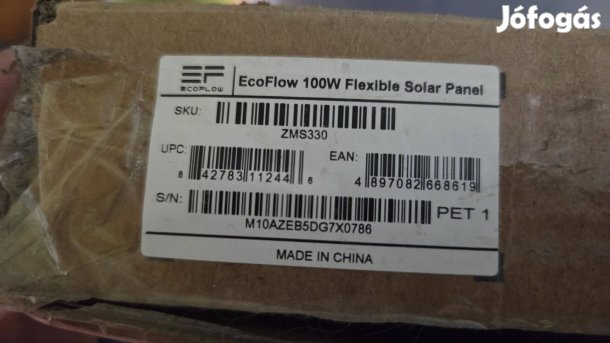 Jófogás
EF
ECOFLOW
EcoFlow 100W Flexible Solar Panel
SKU:
ZMS330
UPC:
6 42783 11244 6
EAN:
4 897082 668619
S/N:
M10AZEB5DG7X0786
PET 1
MADE IN CHINA